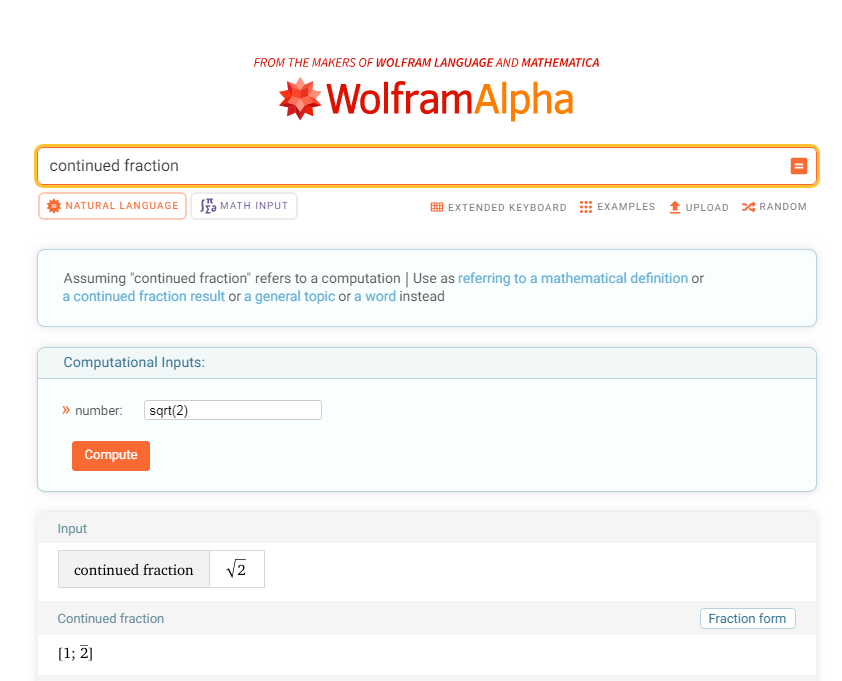 FROM THE MAKERS OF WOLFRAM LANGUAGE AND MATHEMATICA
WolframAlpha
continued fraction
NATURAL LANGUAGE MATH INPUT EXTENDED KEYBOARD EXAMPLES UPLOAD RANDOM
Assuming "continued fraction" refers to a computation | Use as referring to a mathematical definition or
a continued fraction result or a general topic or a word instead
Computational Inputs:
» number: sqrt(2)
Compute
Input
continued fraction √2
Continued fraction Fraction form
[1; 2̅]